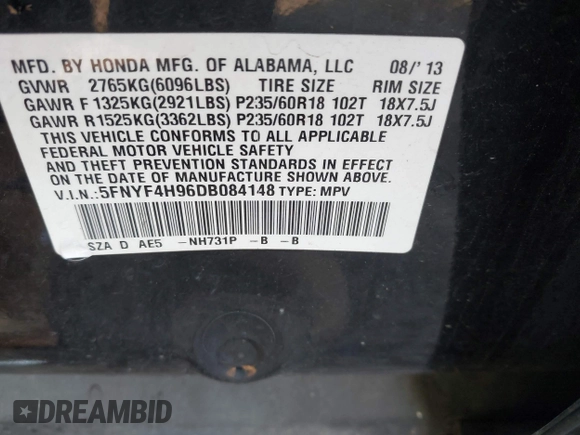 MFD. BY HONDA MFG. OF ALABAMA, LLC 08/'13
GVWR 2765KG(6096LBS) TIRE SIZE RIM SIZE
GAWR F 1325KG(2921LBS) P235/60R18 102T 18X7.5J
GAWR R 1525KG(3362LBS) P235/60R18 102T 18X7.5J
THIS VEHICLE CONFORMS TO ALL APPLICABLE
FEDERAL MOTOR VEHICLE SAFETY
AND THEFT PREVENTION STANDARDS IN EFFECT
ON THE DATE OF MANUFACTURE SHOWN ABOVE.
V.I.N.:5FNYF4H96DB084148 TYPE: MPV
SZA D AE5 -NH731P -B -B
DREAMBID